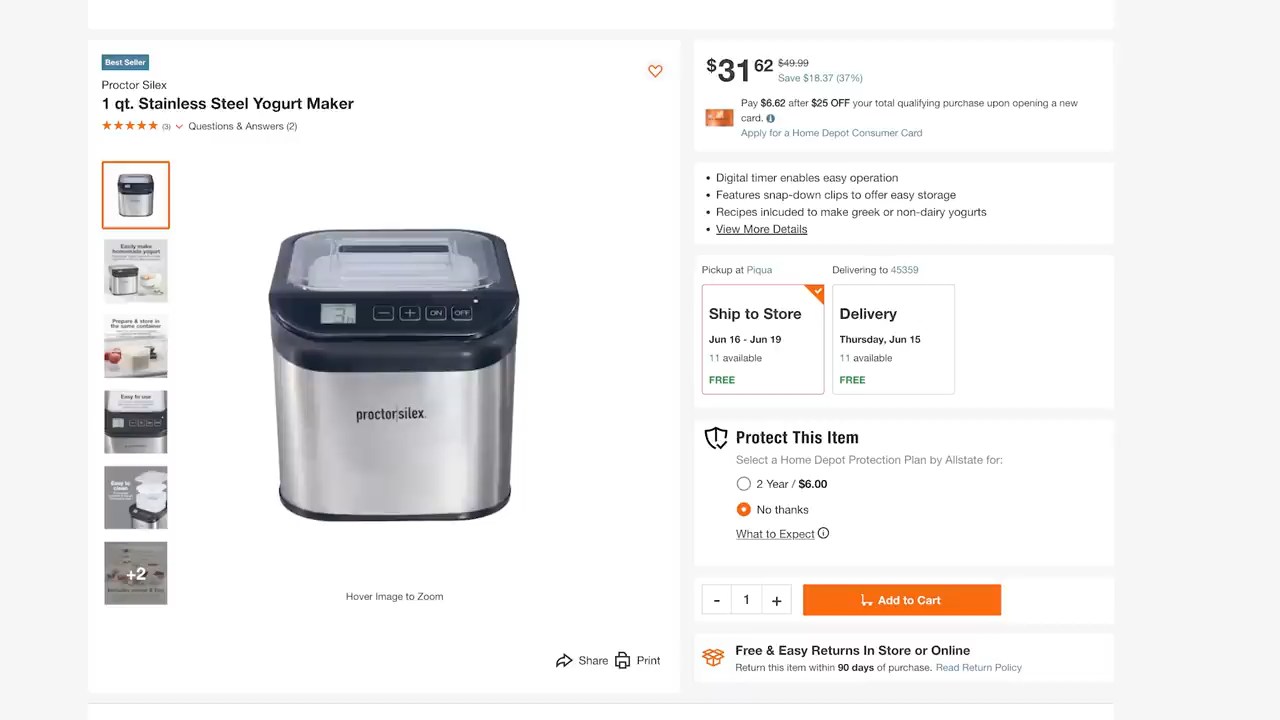 Best Seller
Proctor Silex
1 qt. Stainless Steel Yogurt Maker
(3)
Questions & Answers (2)
Easily make
homemade yogurt
Prepare & store in
the same container
Easy to use
Easy to
clean
+2
3h
ON
OFF
proctor silex.
Hover Image to Zoom
Share
Print
$31 62
$49.99
Save $18.37 (37%)
Pay $6.62 after $25 OFF your total qualifying purchase upon opening a new
card.
Apply for a Home Depot Consumer Card
• Digital timer enables easy operation
• Features snap-down clips to offer easy storage
• Recipes inlcuded to make greek or non-dairy yogurts
• View More Details
Pickup at Piqua
Delivering to 45359
Ship to Store
Jun 16 - Jun 19
11 available
FREE
Delivery
Thursday, Jun 15
11 available
FREE
Protect This Item
Select a Home Depot Protection Plan by Allstate for:
2 Year / $6.00
No thanks
What to Expect
- 1 +
Add to Cart
Free & Easy Returns In Store or Online
Return this item within 90 days of purchase. Read Return Policy